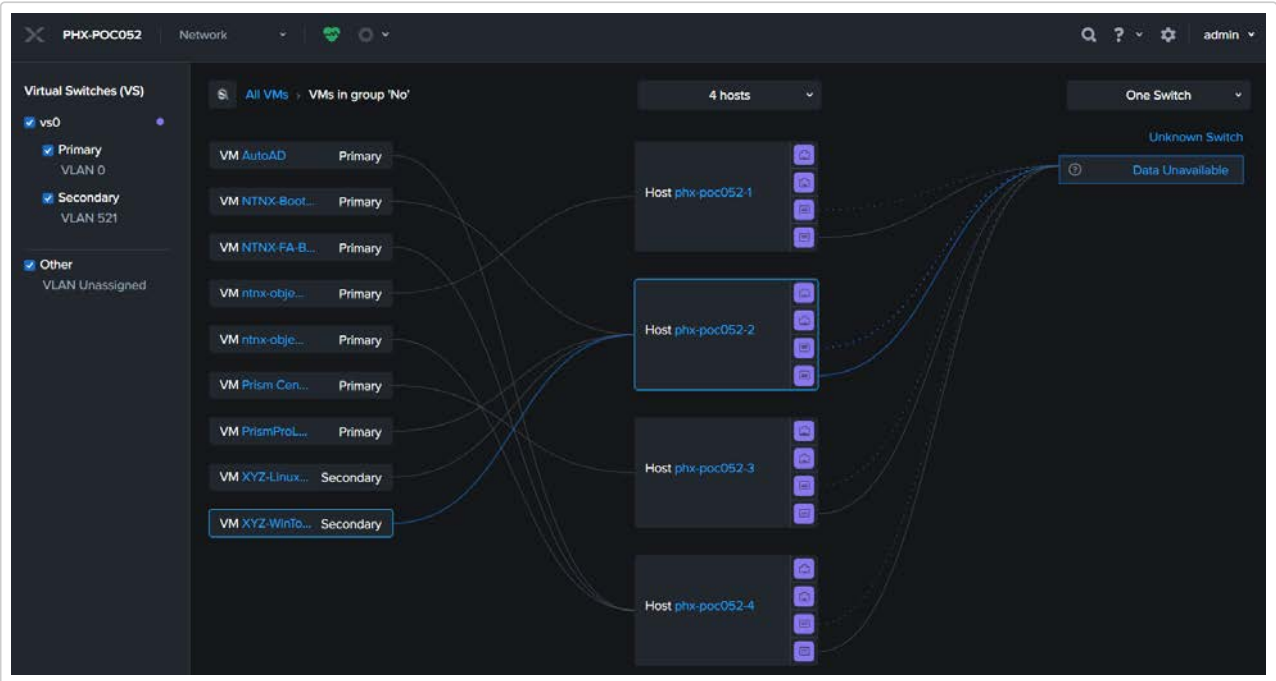 PHX-POC052
Network
?
admin
Virtual Switches (VS)
vs0
Primary
VLAN 0
Secondary
VLAN 521
Other
VLAN Unassigned
All VMs › VMs in group 'No'
VM AutoAD Primary
VM NTNX-Boot... Primary
VM NTNX-FA-B... Primary
VM ntnx-obje... Primary
VM ntnx-obje... Primary
VM Prism Cen... Primary
VM PrismProL... Primary
VM XYZ-Linux... Secondary
VM XYZ-WinTo... Secondary
4 hosts
Host phx-poc052-1
Host phx-poc052-2
Host phx-poc052-3
Host phx-poc052-4
One Switch
Unknown Switch
? Data Unavailable